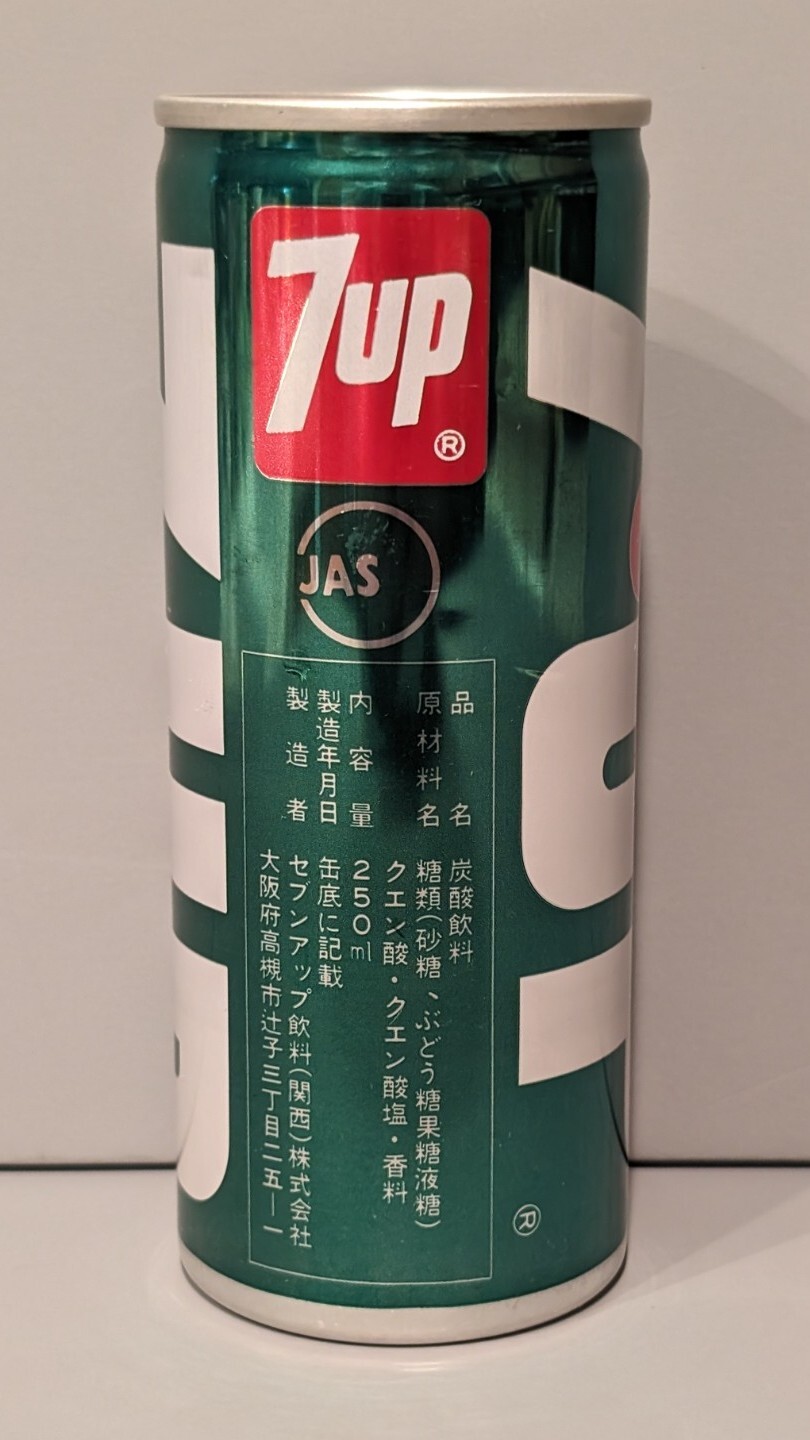 7up
®
JAS
品名 炭酸飲料
原材料名 糖類(砂糖、ぶどう糖果糖液糖)
クエン酸・クエン酸塩・香料
内容量 250ml
製造年月日 缶底に記載
製造者 セブンアップ飲料(関西)株式会社
大阪府高槻市辻子三丁目二五―一
®